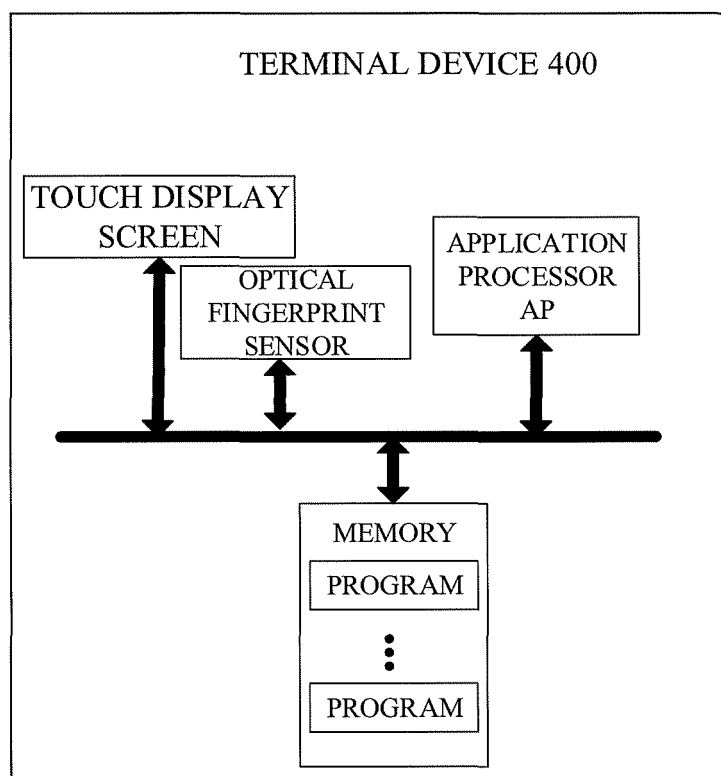 TERMINAL DEVICE 400
TOUCH DISPLAY
SCREEN
OPTICAL
FINGERPRINT
SENSOR
APPLICATION
PROCESSOR
AP
MEMORY
PROGRAM
PROGRAM